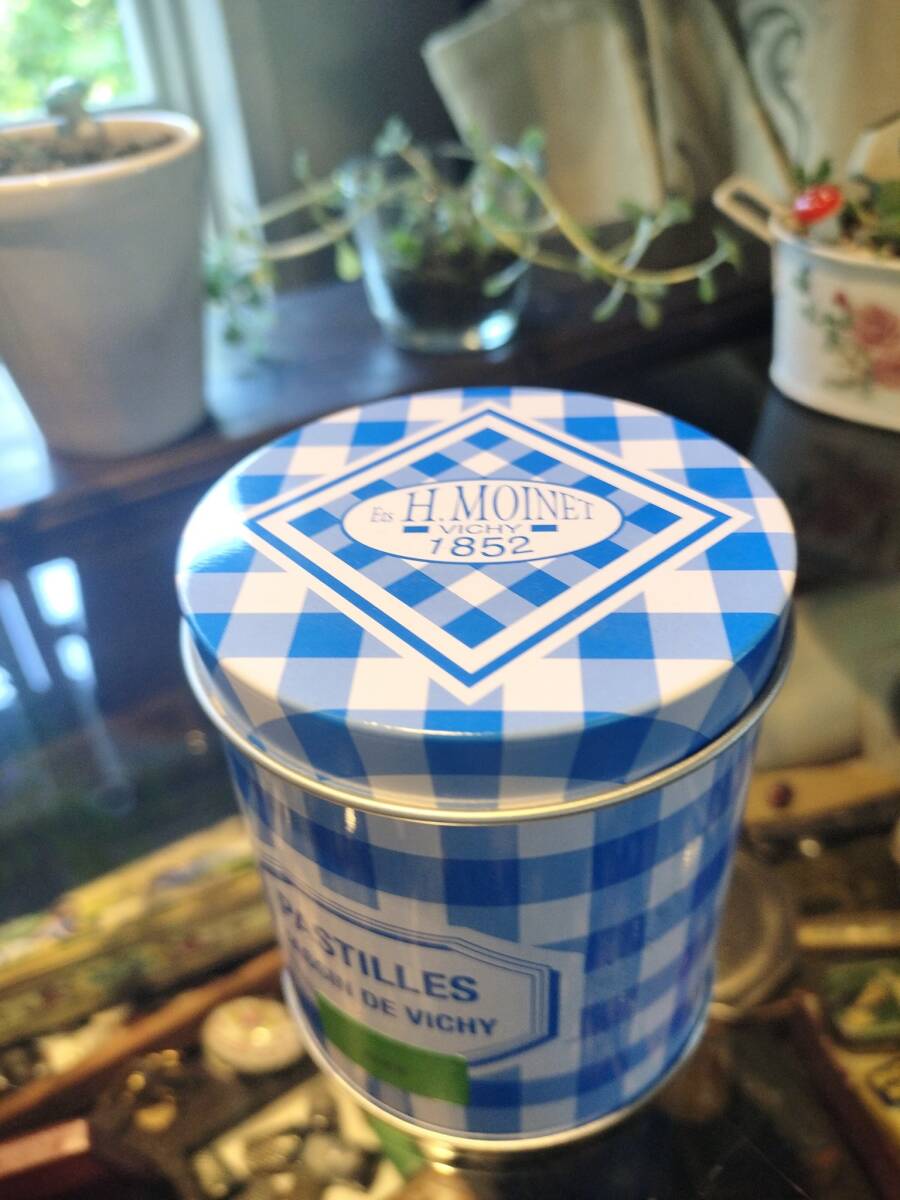 Ets H.MOINET
VICHY
1852
PASTILLES
DE VICHY